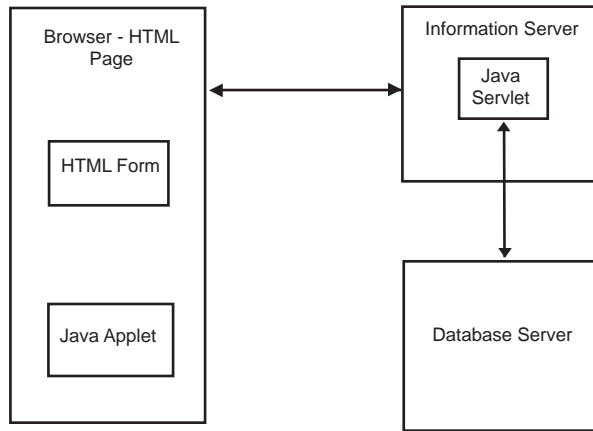 Browser - HTML
Page
HTML Form
Java Applet
Information Server
Java
Servlet
Database Server